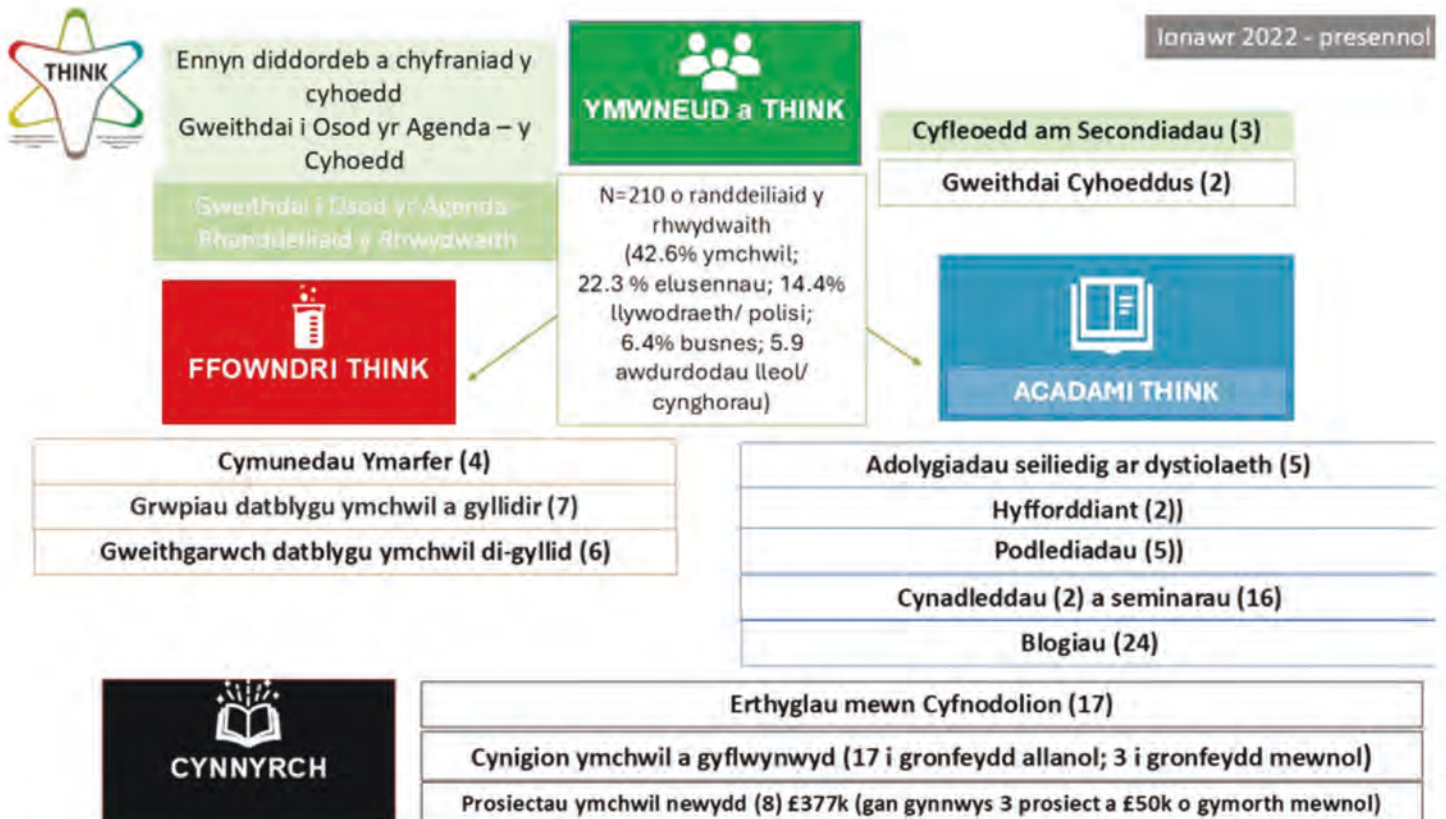 THINK
Ennyn diddordeb a chyfraniad y
cyhoedd
Gweithdai i Osod yr Agenda – y
Cyhoedd
Gweithdai i Osod yr Agenda -
Rhanddeiliaid y Rhwydwaith
YMWNEUD a THINK
Ionawr 2022 - presennol
Cyfleoedd am Secondiadau (3)
Gweithdai Cyhoeddus (2)
N=210 o randdeiliaid y
rhwydwaith
(42.6% ymchwil;
22.3 % elusennau; 14.4%
llywodraeth/ polisi;
6.4% busnes; 5.9
awdurdodau lleol/
cynghorau)
FFOWNDRI THINK
ACADAMI THINK
Cymunedau Ymarfer (4)
Grwpiau datblygu ymchwil a gyllidir (7)
Gweithgarwch datblygu ymchwil di-gyllid (6)
Adolygiadau seiliedig ar dystiolaeth (5)
Hyfforddiant (2))
Podlediadau (5))
Cynadleddau (2) a seminarau (16)
Blogiau (24)
CYNNYRCH
Erthyglau mewn Cyfnodolion (17)
Cynigion ymchwil a gyflwynwyd (17 i gronfeydd allanol; 3 i gronfeydd mewnol)
Prosiectau ymchwil newydd (8) £377k (gan gynnwys 3 prosiect a £50k o gymorth mewnol)